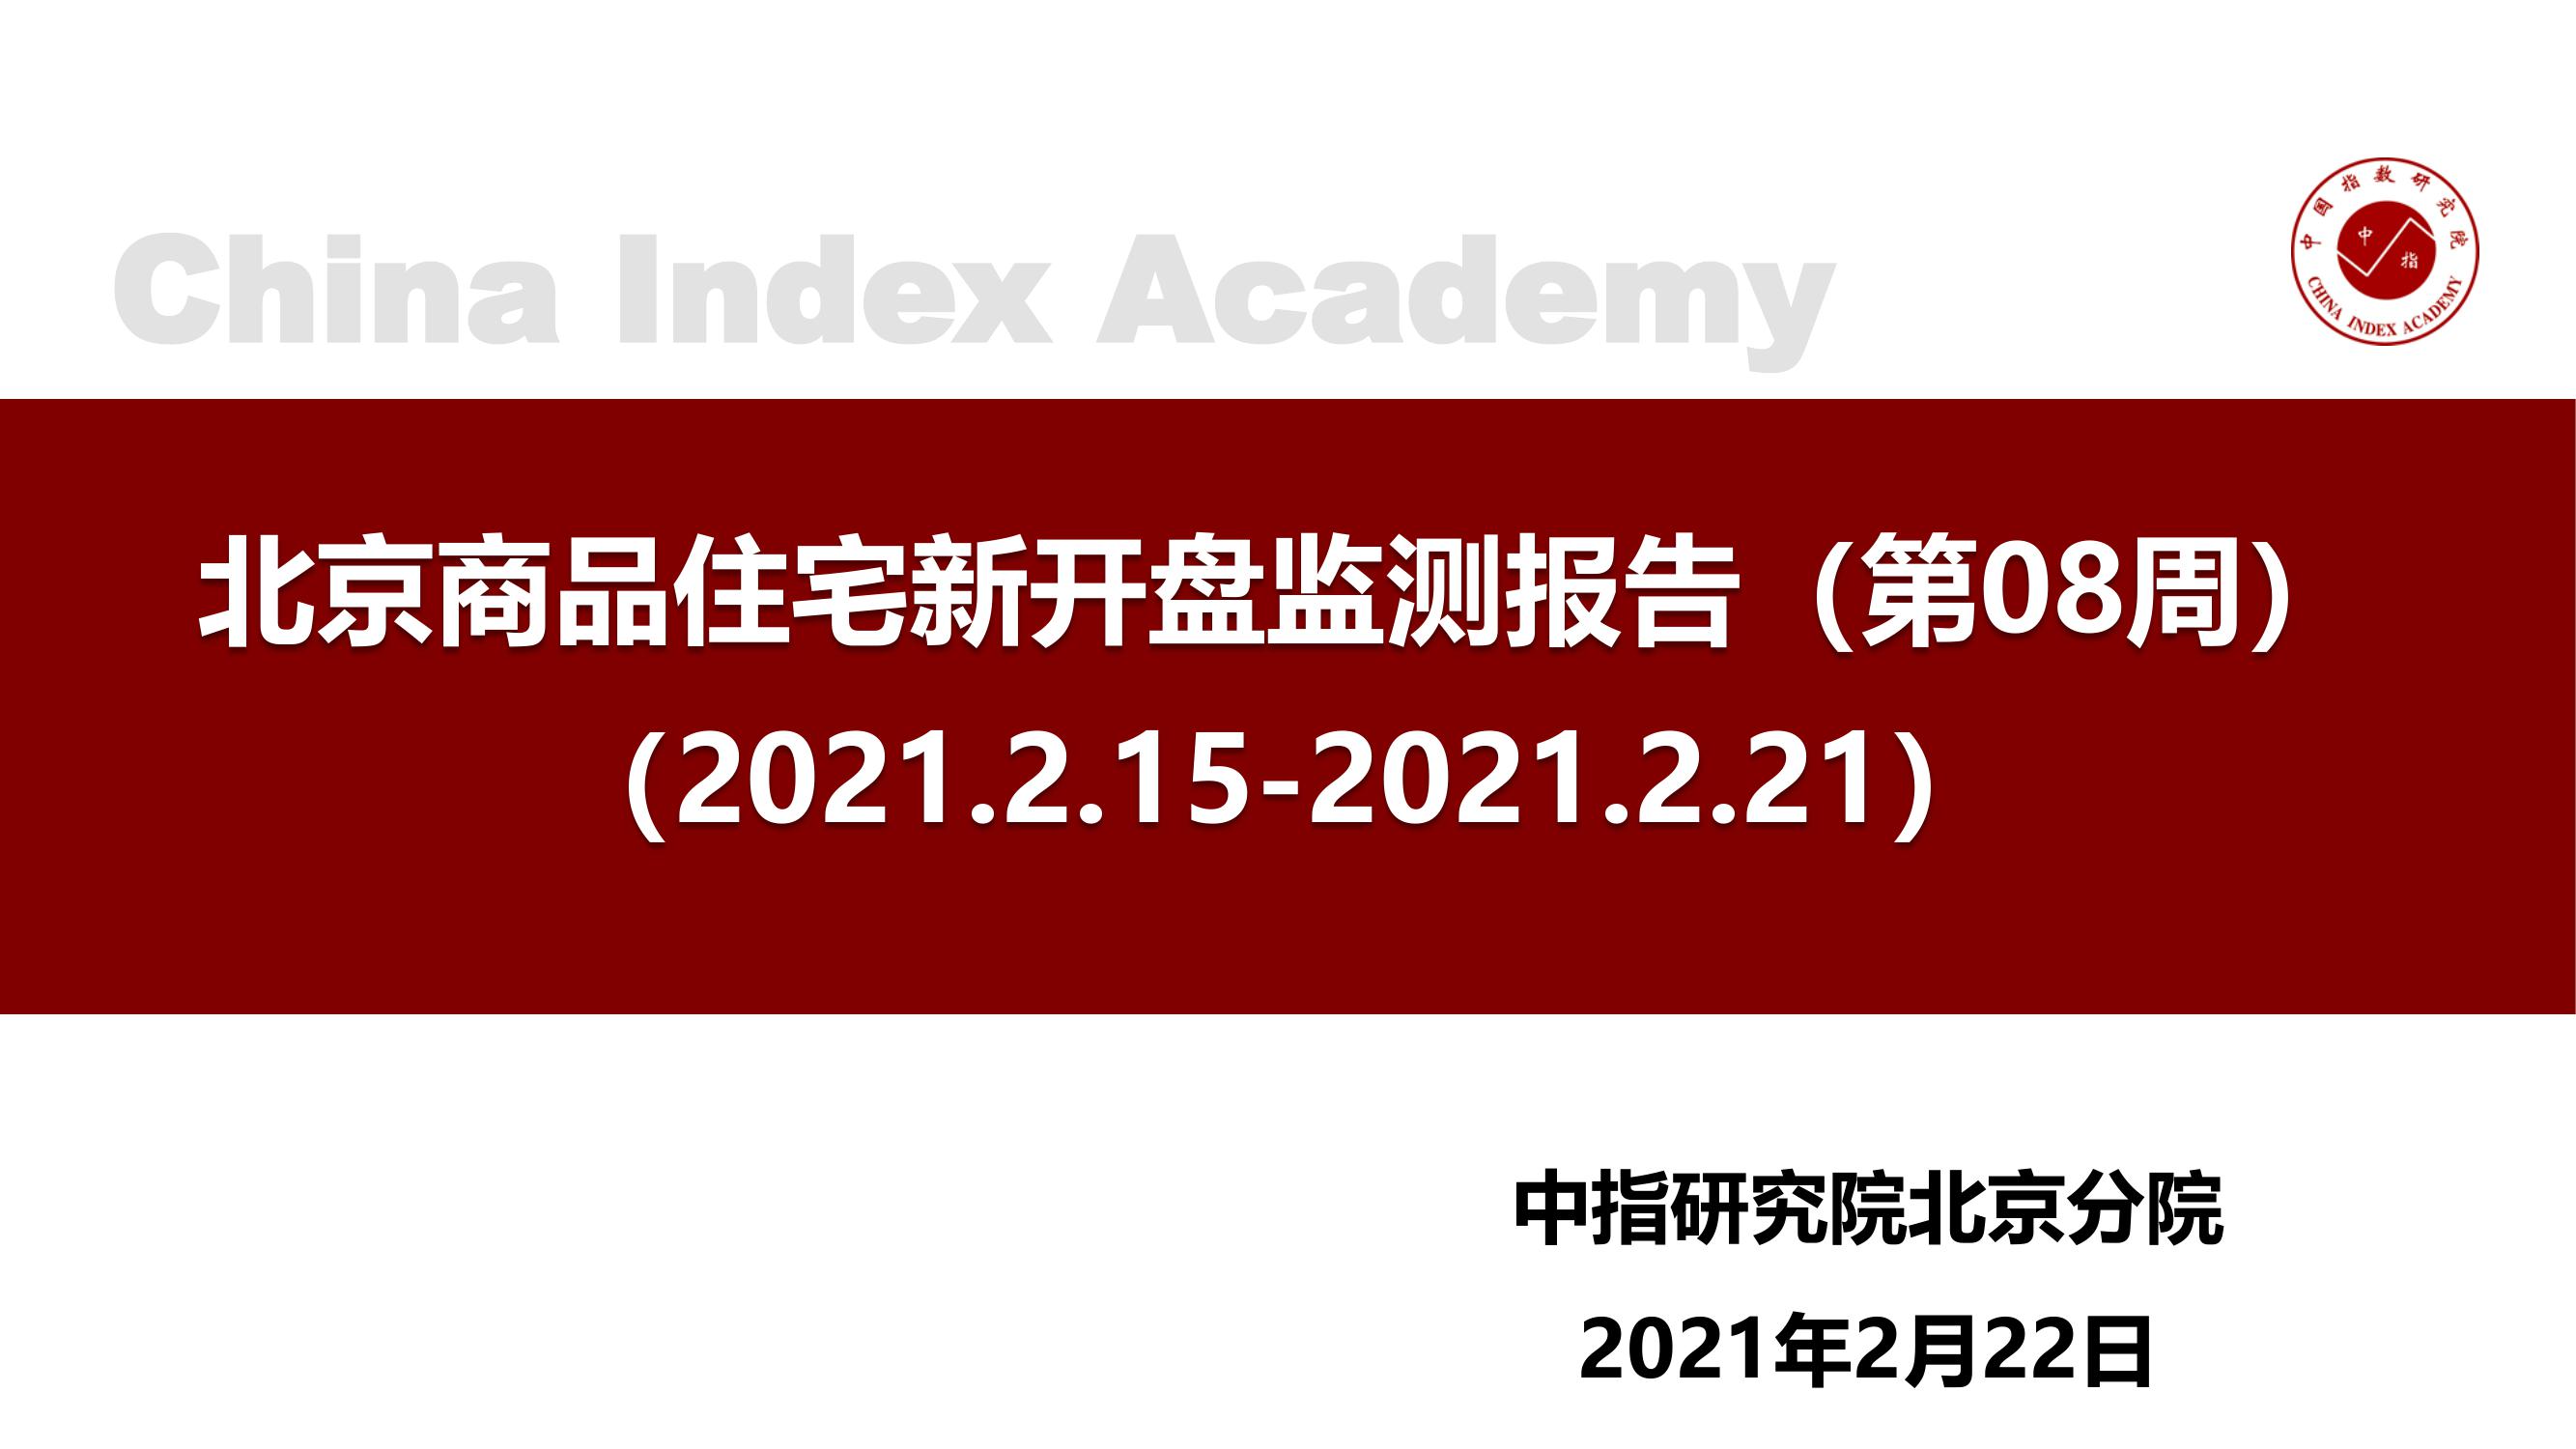 China Index Academy
中国指数研究院
中指
CHINA INDEX ACADEMY
北京商品住宅新开盘监测报告（第08周）
（2021.2.15-2021.2.21）
中指研究院北京分院
2021年2月22日